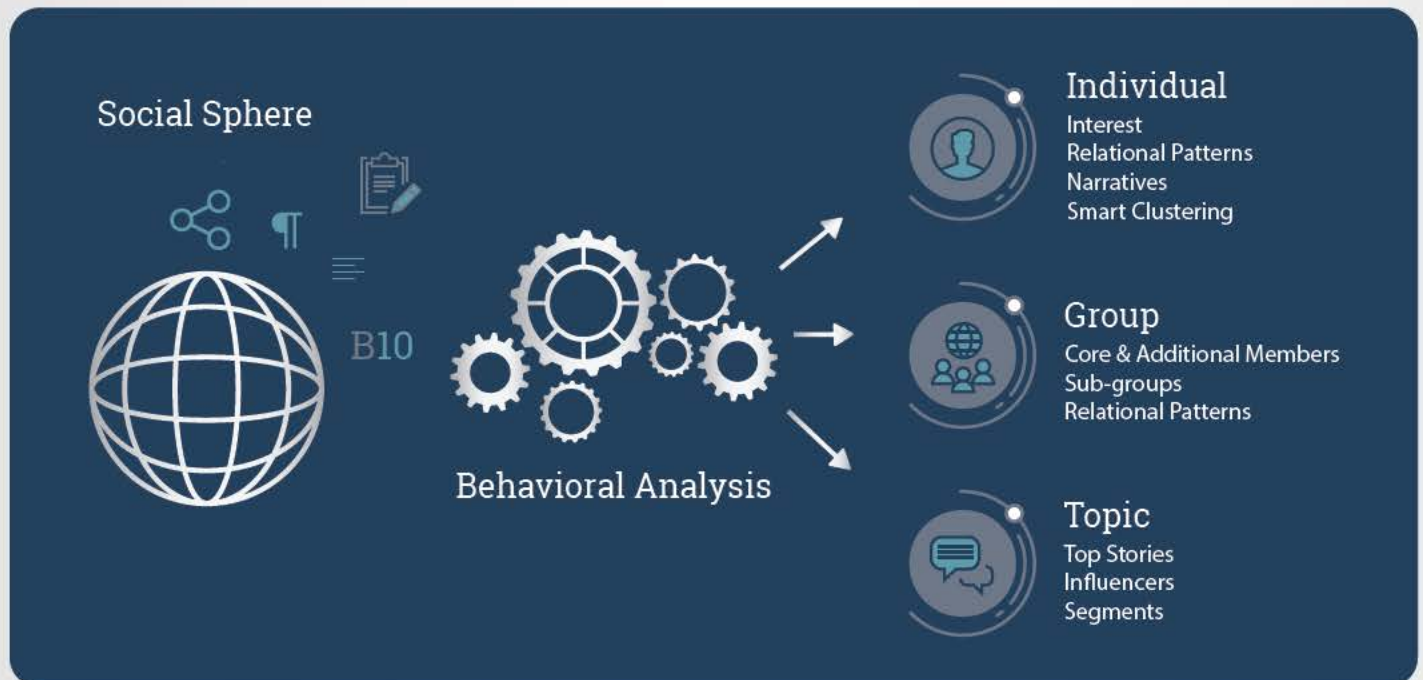 Social Sphere
¶
B10
Behavioral Analysis
Individual
Interest
Relational Patterns
Narratives
Smart Clustering
Group
Core & Additional Members
Sub-groups
Relational Patterns
Topic
Top Stories
Influencers
Segments